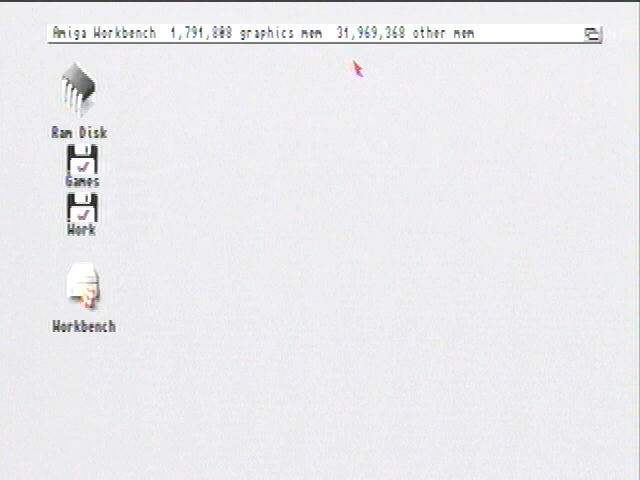 Amiga Workbench 1,791,808 graphics mem 31,969,368 other mem
Ram Disk
Games
Work
Workbench